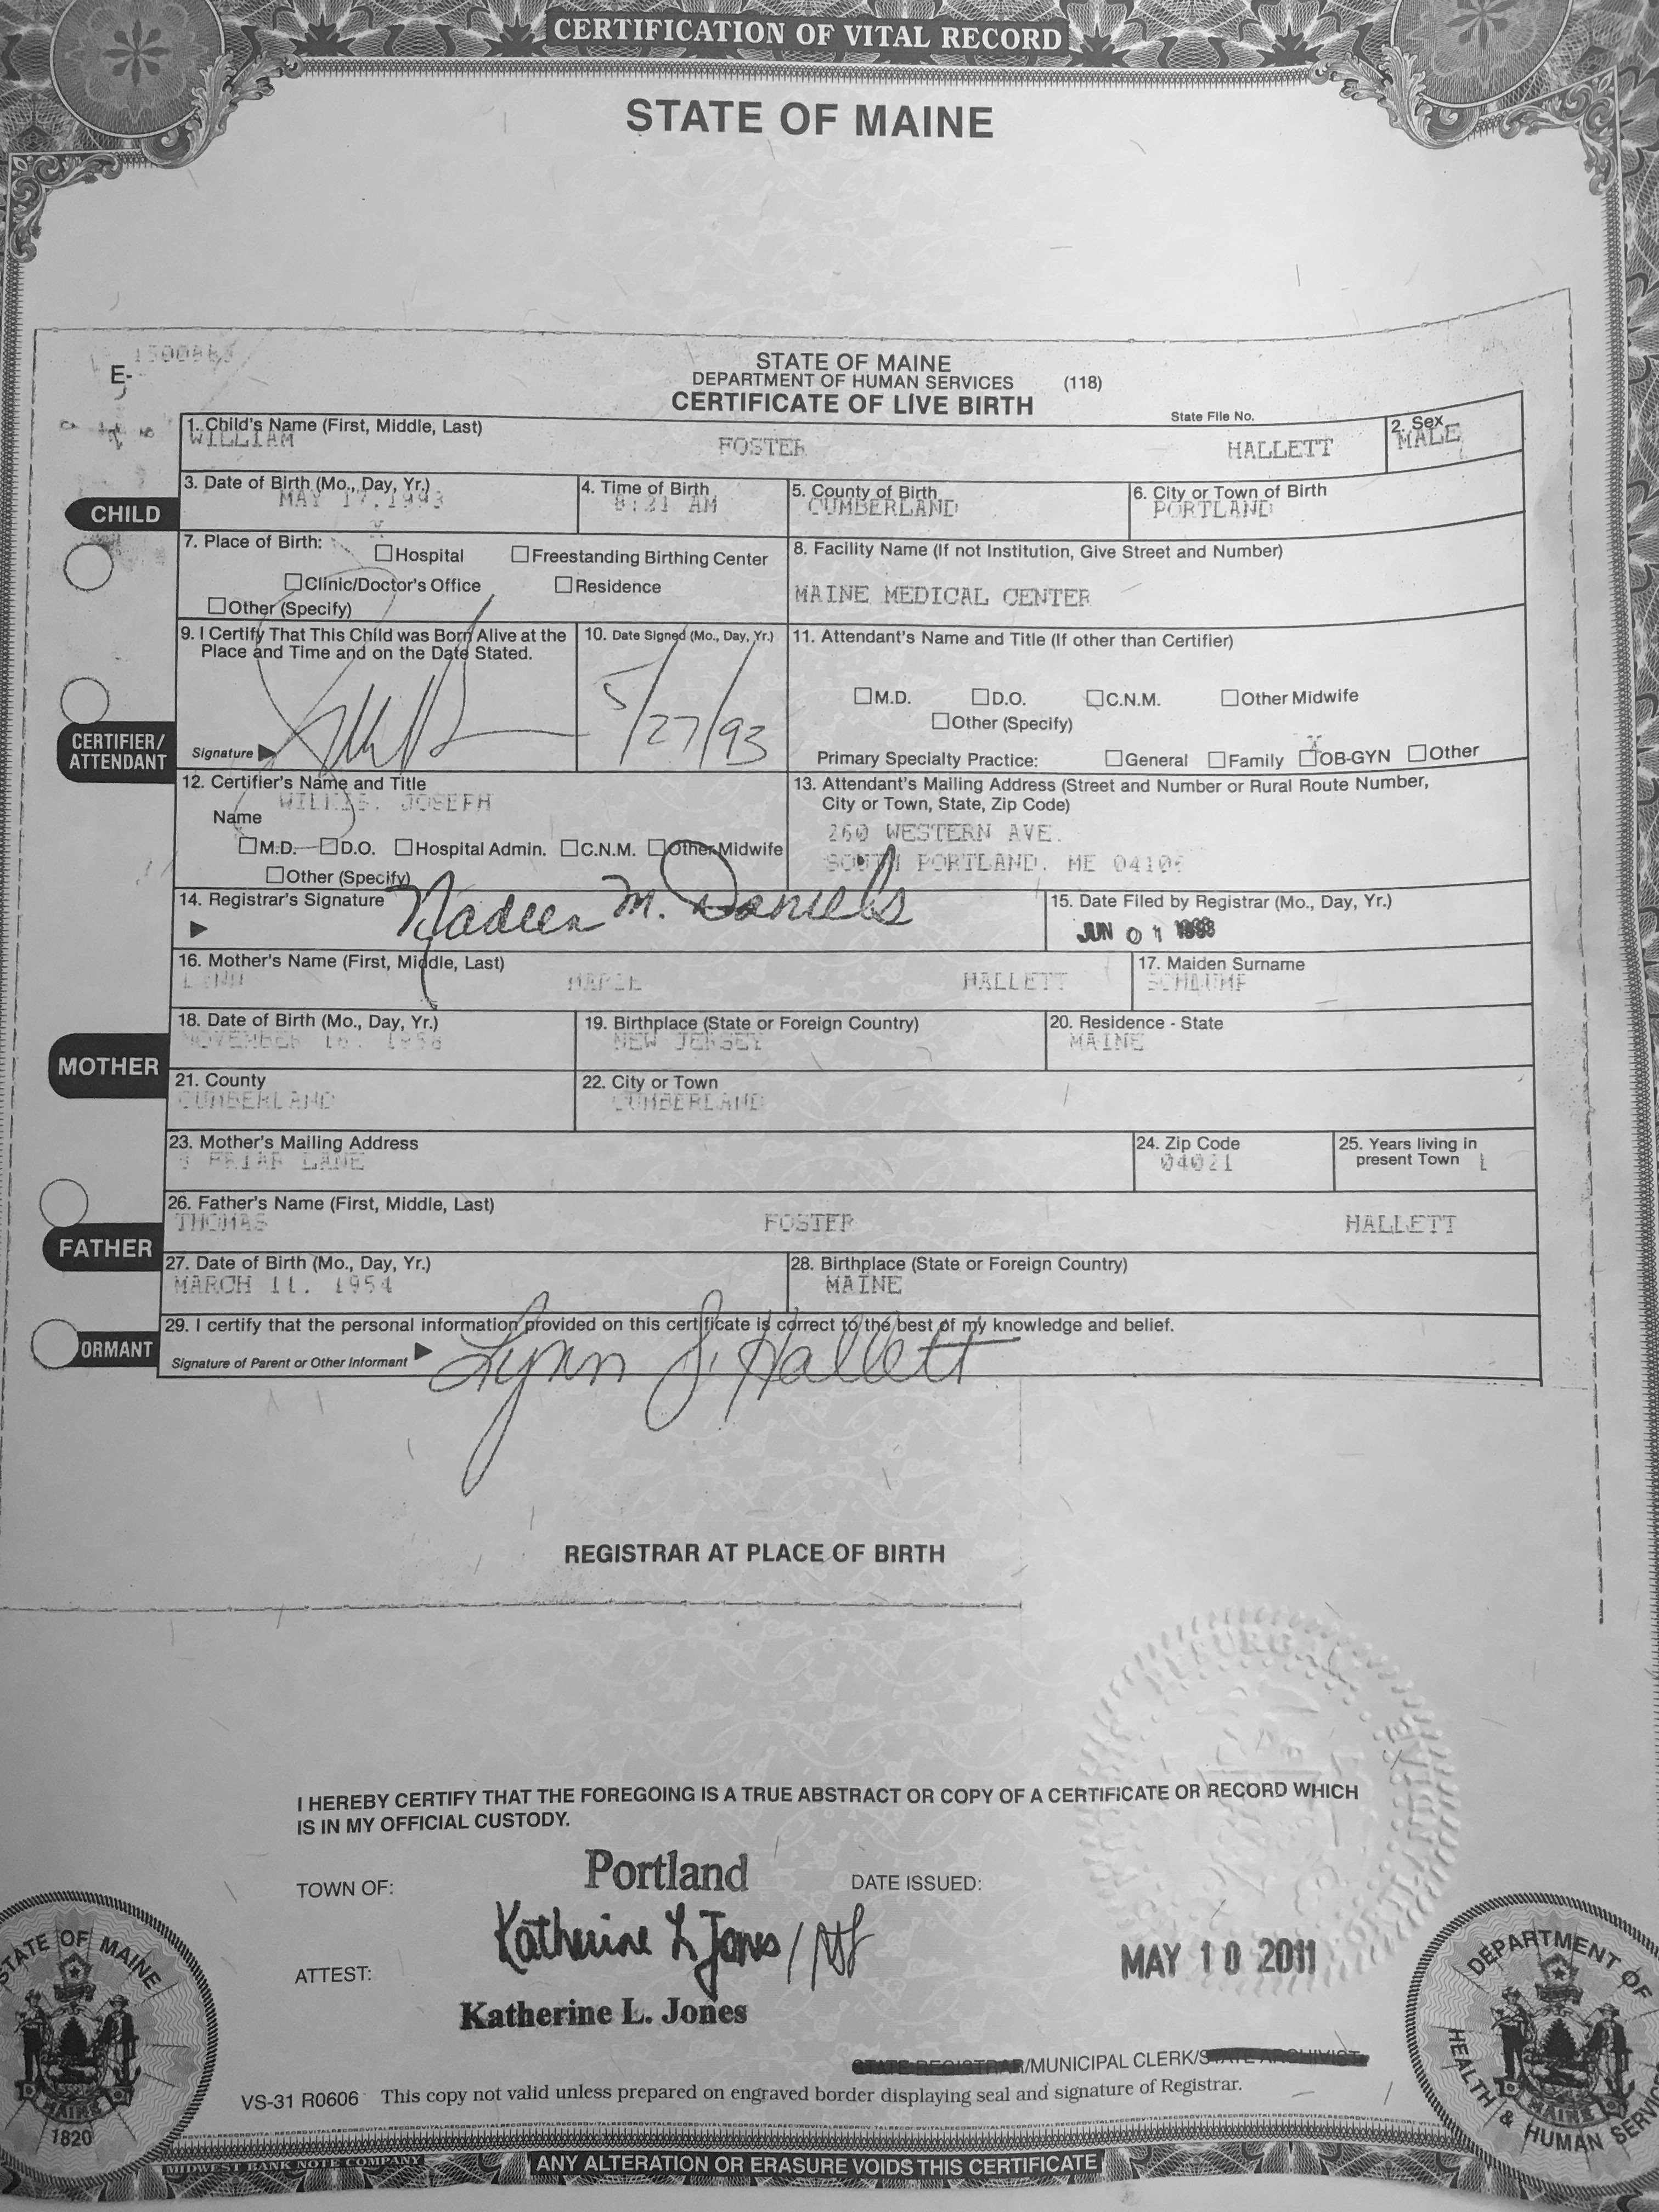 CERTIFICATION OF VITAL RECORD
STATE OF MAINE
E-
STATE OF MAINE
DEPARTMENT OF HUMAN SERVICES (118)
CERTIFICATE OF LIVE BIRTH
State File No.
1. Child's Name (First, Middle, Last)
WILLIAM FOSTER HALLETT
2. Sex
MALE
CHILD
3. Date of Birth (Mo., Day, Yr.)
MAY 17, 1993
4. Time of Birth
8:21 AM
5. County of Birth
CUMBERLAND
6. City or Town of Birth
PORTLAND
7. Place of Birth: X
☐Hospital ☐Freestanding Birthing Center
☐Clinic/Doctor's Office ☐Residence
☐Other (Specify)
8. Facility Name (If not Institution, Give Street and Number)
MAINE MEDICAL CENTER
CERTIFIER/
ATTENDANT
9. I Certify That This Child was Born Alive at the
Place and Time and on the Date Stated.
Signature
10. Date Signed (Mo., Day, Yr.)
5/27/93
11. Attendant's Name and Title (If other than Certifier)
☐M.D. ☐D.O. ☐C.N.M. ☐Other Midwife
☐Other (Specify)
X
Primary Specialty Practice: ☐General ☐Family ☐OB-GYN ☐Other
12. Certifier's Name and Title
Name JOSEPH
☐M.D. ☐D.O. ☐Hospital Admin. ☐C.N.M. ☐Other Midwife
☐Other (Specify)
13. Attendant's Mailing Address (Street and Number or Rural Route Number,
City or Town, State, Zip Code)
260 WESTERN AVE.
SOUTH PORTLAND, ME 04106
14. Registrar's Signature
Nadeen M. Daniels
15. Date Filed by Registrar (Mo., Day, Yr.)
JUN 01 1993
MOTHER
16. Mother's Name (First, Middle, Last)
LYNN MARIE HALLETT
17. Maiden Surname
18. Date of Birth (Mo., Day, Yr.)
NOVEMBER
19. Birthplace (State or Foreign Country)
NEW JERSEY
20. Residence - State
MAINE
21. County
CUMBERLAND
22. City or Town
CUMBERLAND
23. Mother's Mailing Address
FRIAR LANE
24. Zip Code
04021
25. Years living in
present Town 1
FATHER
26. Father's Name (First, Middle, Last)
THOMAS FOSTER HALLETT
27. Date of Birth (Mo., Day, Yr.)
MARCH 11, 1954
28. Birthplace (State or Foreign Country)
MAINE
ORMANT
29. I certify that the personal information provided on this certificate is correct to the best of my knowledge and belief.
Signature of Parent or Other Informant
Lynn S. Hallett
REGISTRAR AT PLACE OF BIRTH
I HEREBY CERTIFY THAT THE FOREGOING IS A TRUE ABSTRACT OR COPY OF A CERTIFICATE OR RECORD WHICH
IS IN MY OFFICIAL CUSTODY.
TOWN OF: Portland
DATE ISSUED:
MAY 10 2011
ATTEST: Katherine L Jones
Katherine L. Jones
STATE REGISTRAR/MUNICIPAL CLERK/STATE ARCHIVIST
VS-31 R0606 This copy not valid unless prepared on engraved border displaying seal and signature of Registrar.
STATE OF MAINE
MAINE
1820
DEPARTMENT OF
HEALTH & HUMAN SERVIC
MAINE
MIDWEST BANK NOTE COMPANY
ANY ALTERATION OR ERASURE VOIDS THIS CERTIFICATE